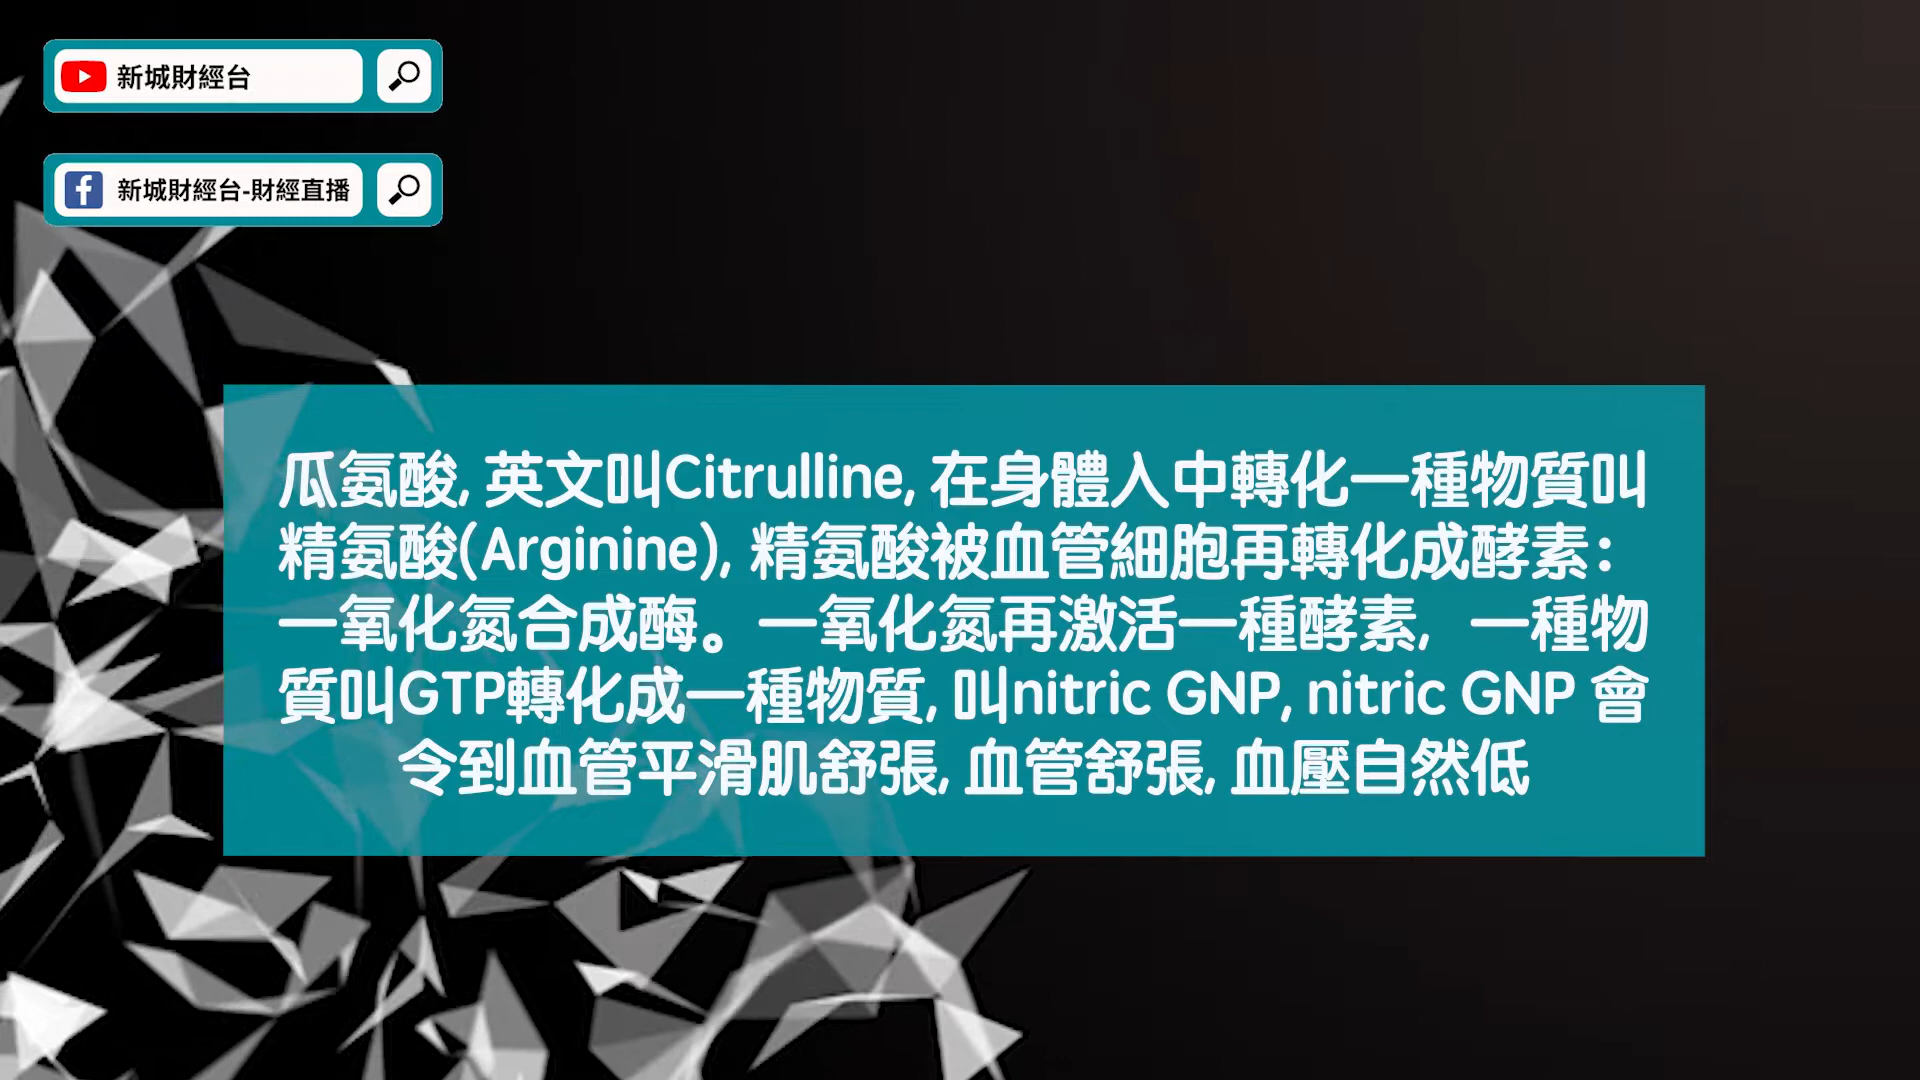 新城財經台
新城財經台-財經直播
瓜氨酸, 英文叫Citrulline, 在身體入中轉化一種物質叫
精氨酸(Arginine), 精氨酸被血管細胞再轉化成酵素：
一氧化氮合成酶。一氧化氮再激活一種酵素, 一種物
質叫GTP轉化成一種物質, 叫nitric GNP, nitric GNP 會
令到血管平滑肌舒張, 血管舒張, 血壓自然低